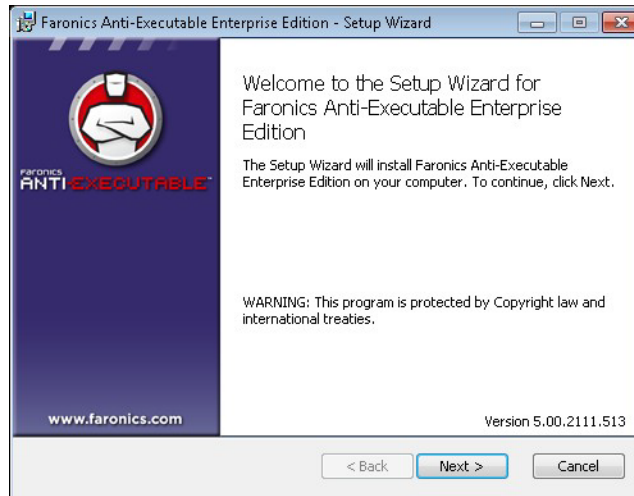 Faronics Anti-Executable Enterprise Edition - Setup Wizard
Welcome to the Setup Wizard for
Faronics Anti-Executable Enterprise
Edition
The Setup Wizard will install Faronics Anti-Executable
Enterprise Edition on your computer. To continue, click Next.
Faronics
ANTI-EXECUTABLE™
WARNING: This program is protected by Copyright law and
international treaties.
www.faronics.com
Version 5.00.2111.513
< Back
Next >
Cancel